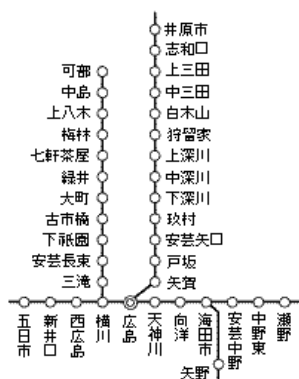 井原市
志和口
上三田
中三田
白木山
狩留家
上深川
中深川
下深川
玖村
安芸矢口
戸坂
矢賀
可部
中島
上八木
梅林
七軒茶屋
緑井
大町
古市橋
下祇園
安芸長束
三滝
五日市
新井口
西広島
横川
広島
天神川
向洋
海田市
安芸中野
中野東
瀬野
矢野